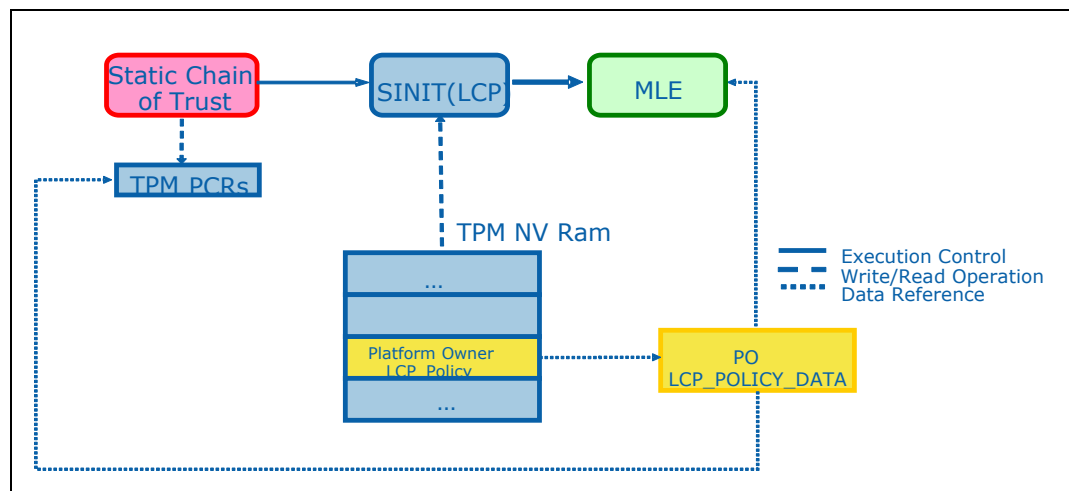 Static Chain
of Trust
SINIT(LCP)
MLE
TPM PCRs
TPM NV Ram
...
Platform Owner
LCP_Policy
...
Execution Control
Write/Read Operation
Data Reference
PO
LCP_POLICY_DATA